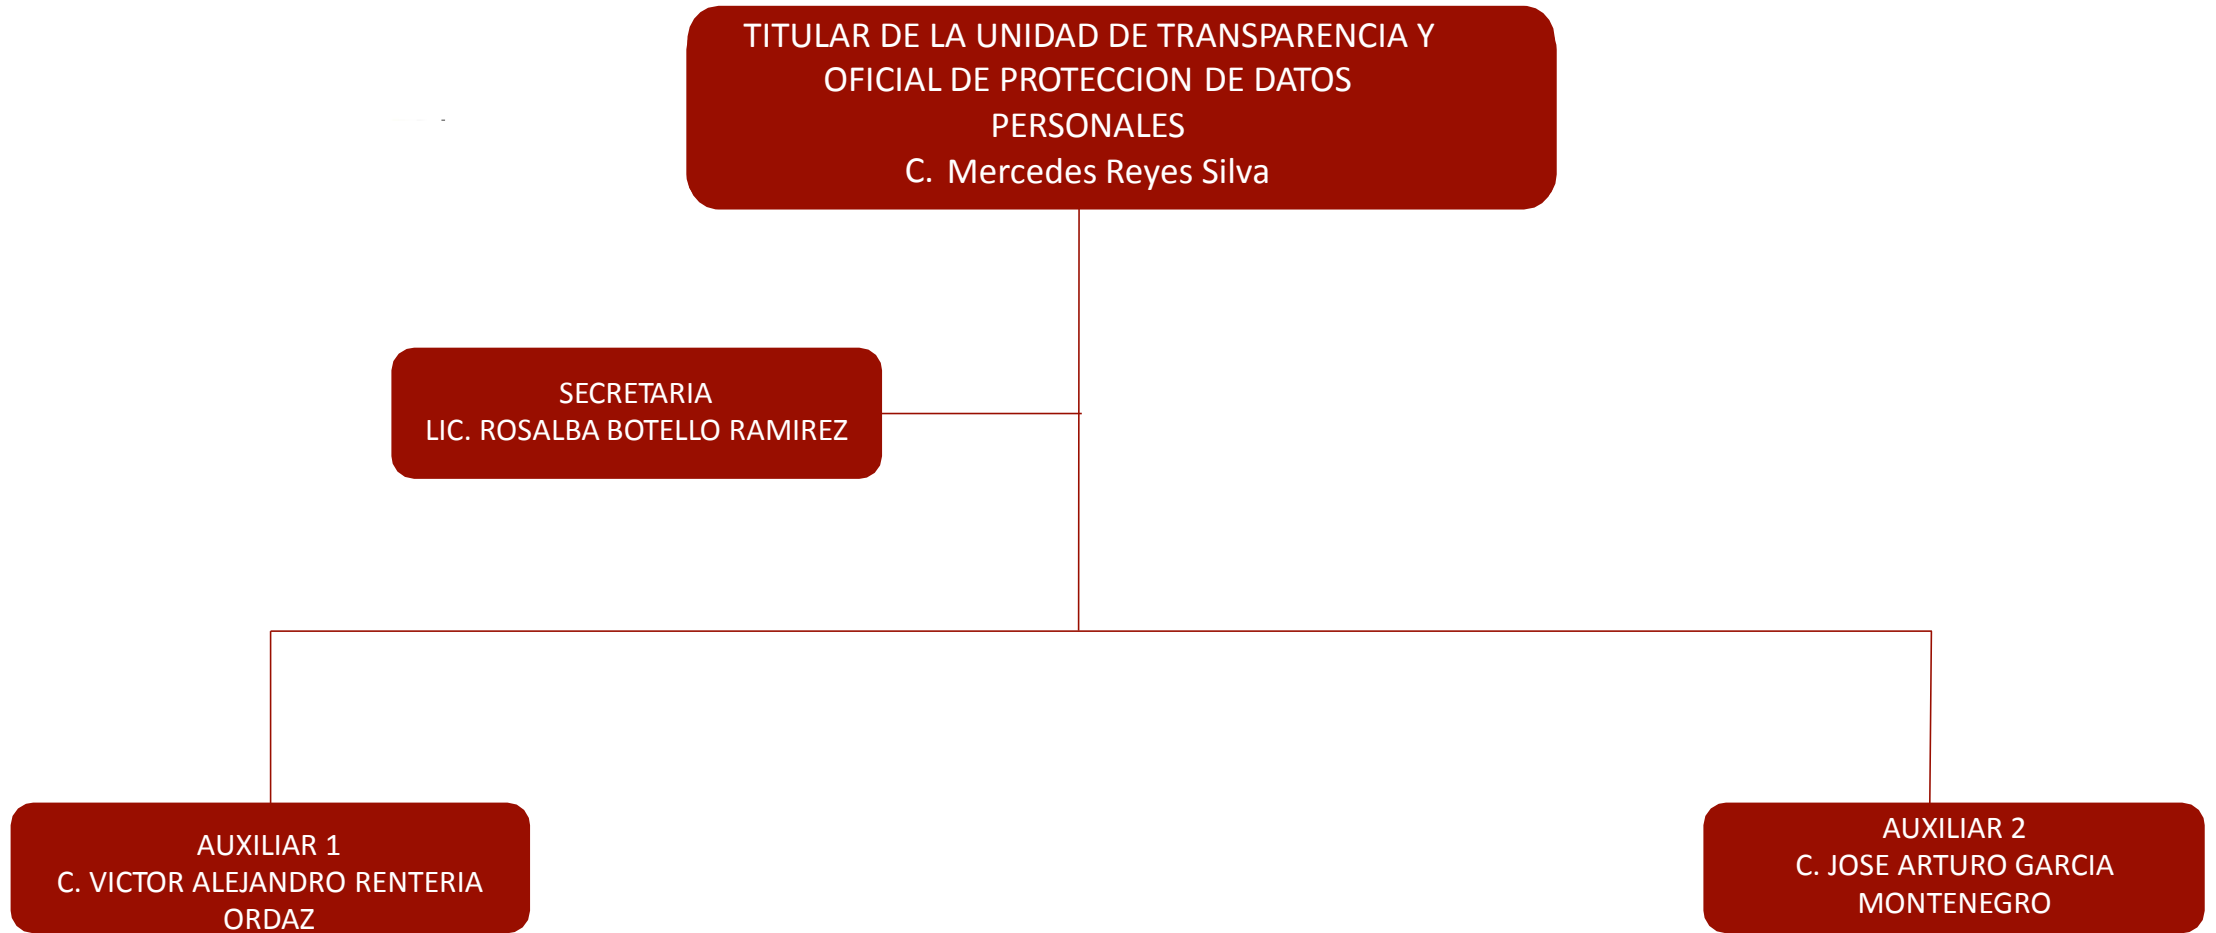 TITULAR DE LA UNIDAD DE TRANSPARENCIA Y
OFICIAL DE PROTECCION DE DATOS
PERSONALES
C. Mercedes Reyes Silva
SECRETARIA
LIC. ROSALBA BOTELLO RAMIREZ
AUXILIAR 1
C. VICTOR ALEJANDRO RENTERIA
ORDAZ
AUXILIAR 2
C. JOSE ARTURO GARCIA
MONTENEGRO